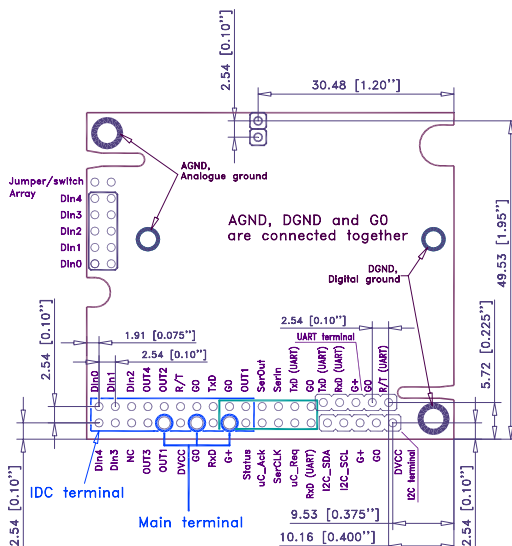 30.48 [1.20”]
2.54 [0.10”]
AGND,
Analogue ground
Jumper/switch
Array
DIn4
DIn3
DIn2
DIn1
DIn0
AGND, DGND and G0
are connected together
DGND,
Digital ground
49.53 [1.95”]
5.72 [0.225”]
2.54 [0.10”]
UART terminal
1.91 [0.075”]
2.54 [0.10”]
2.54 [0.10”]
DIn0
DIn1
DIn2
OUT4
OUT2
R/T
G0
TxD
G0
OUT1
SerOut
SerIn
TxD (UART)
G0
TxD (UART)
RxD (UART)
G+
G0
R/T (UART)
DIn4
DIn3
NC
OUT3
OUT1
DVCC
G0
RxD
G+
Status
uC_Ack
SerCLK
uC_Req
RxD (UART)
I2C_SDA
I2C_SCL
G+
G0
DVCC
I2C terminal
2.54 [0.10”]
IDC terminal
Main terminal
9.53 [0.375”]
10.16 [0.400”]
2.54 [0.10”]